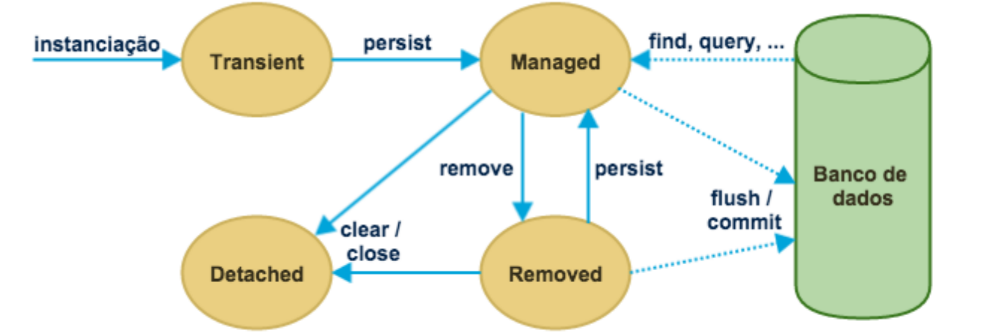 instanciação
Transient
persist
Managed
find, query, ...
Banco de
dados
remove
persist
flush /
commit
clear /
close
Detached
Removed